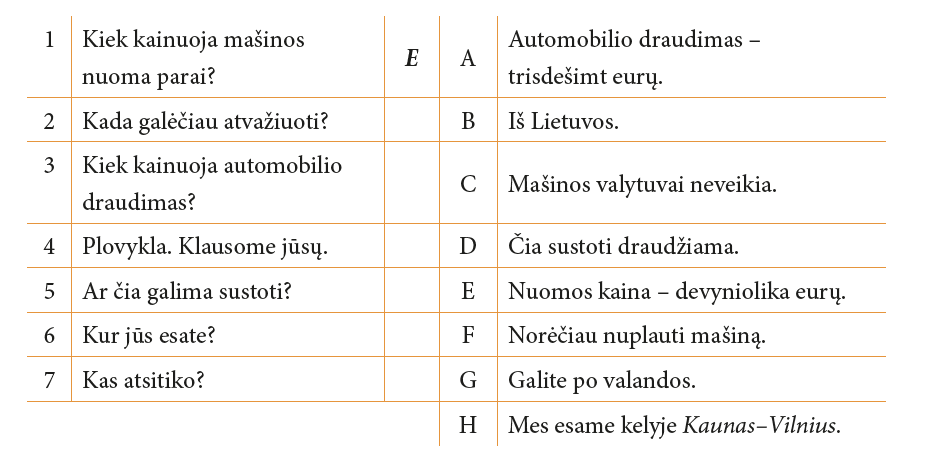 1 Kiek kainuoja mašinos nuoma parai? E A Automobilio draudimas – trisdešimt eurų.
2 Kada galėčiau atvažiuoti? B Iš Lietuvos.
3 Kiek kainuoja automobilio draudimas? C Mašinos valytuvai neveikia.
4 Plovykla. Klausome jūsų. D Čia sustoti draudžiama.
5 Ar čia galima sustoti? E Nuomos kaina – devyniolika eurų.
6 Kur jūs esate? F Norėčiau nuplauti mašiną.
7 Kas atsitiko? G Galite po valandos.
H Mes esame kelyje Kaunas–Vilnius.